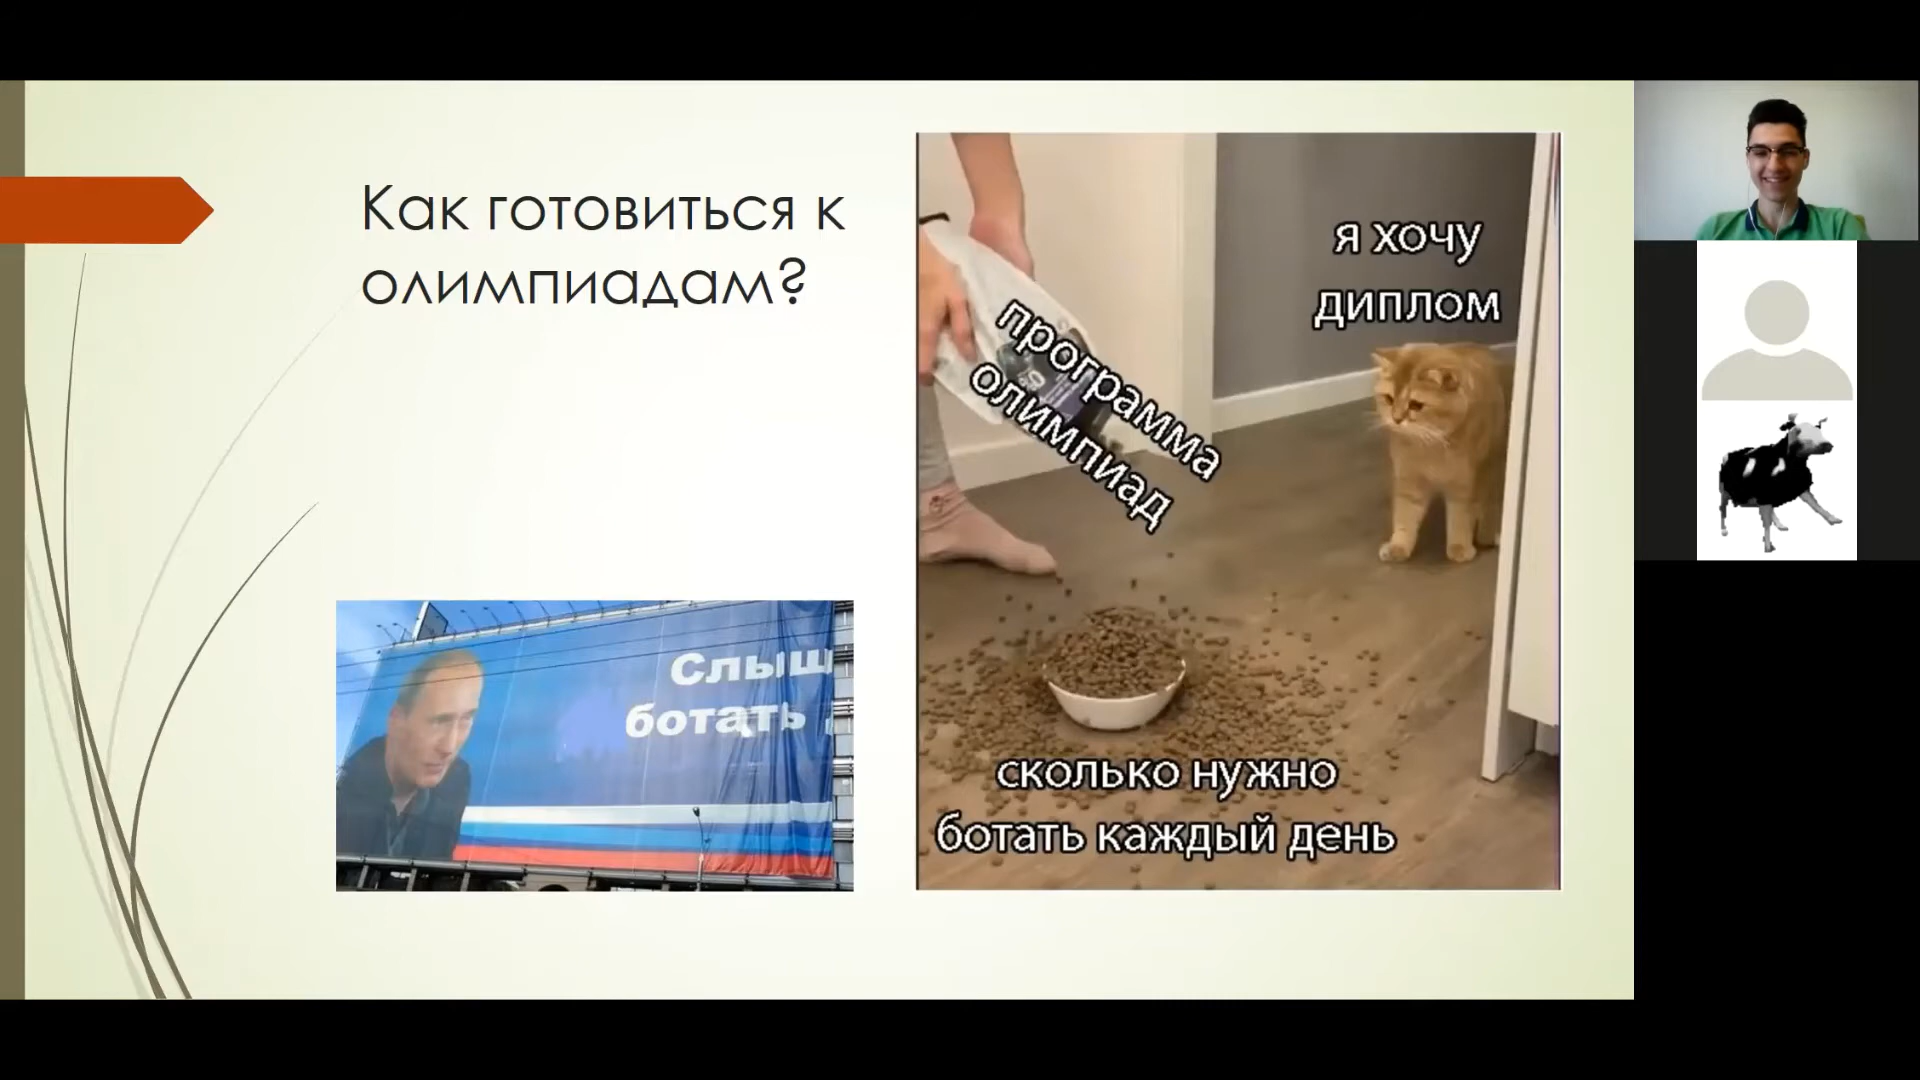 Как готовиться к
олимпиадам?
я хочу
диплом
программа
олимпиад
сколько нужно
ботать каждый день
Слыш
ботать